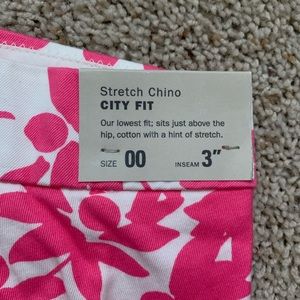 Stretch Chino
CITY FIT
Our lowest fit; sits just above the
hip, cotton with a hint of stretch.
SIZE 00 INSEAM 3"